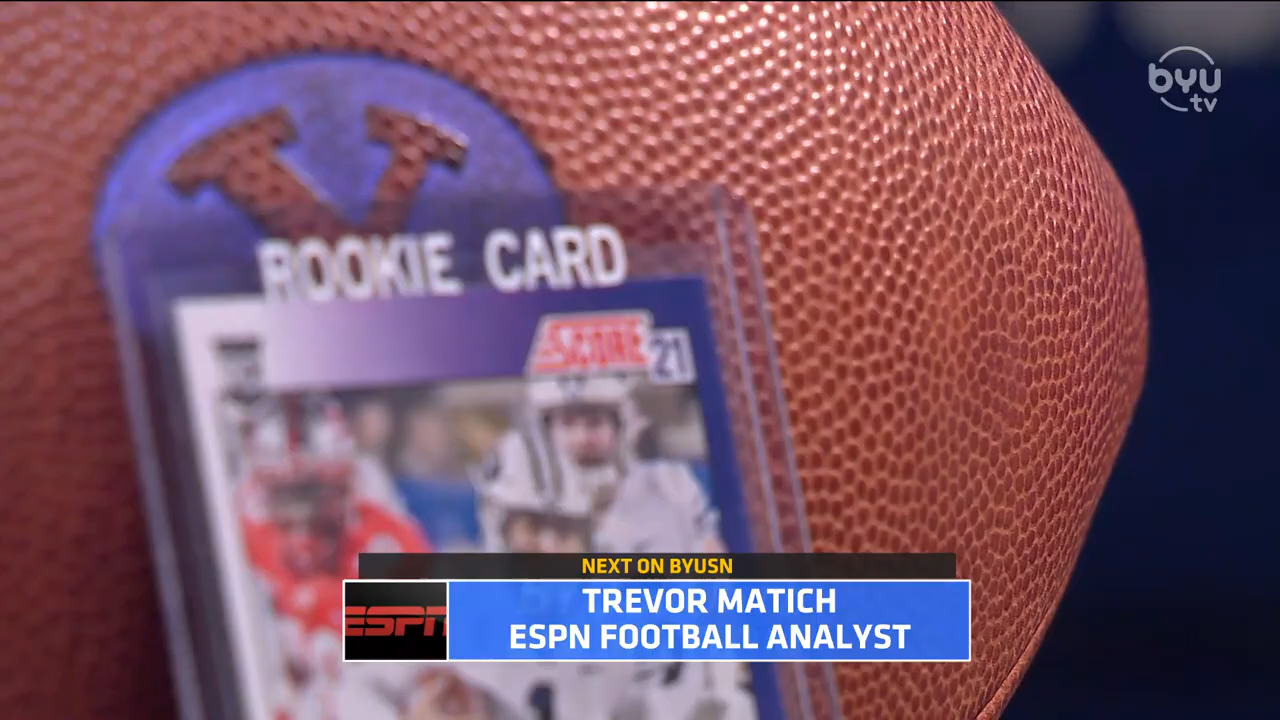 byu
tv
Y
ROOKIE CARD
SCORE
21
NEXT ON BYUSN
ESPN
TREVOR MATICH
ESPN FOOTBALL ANALYST